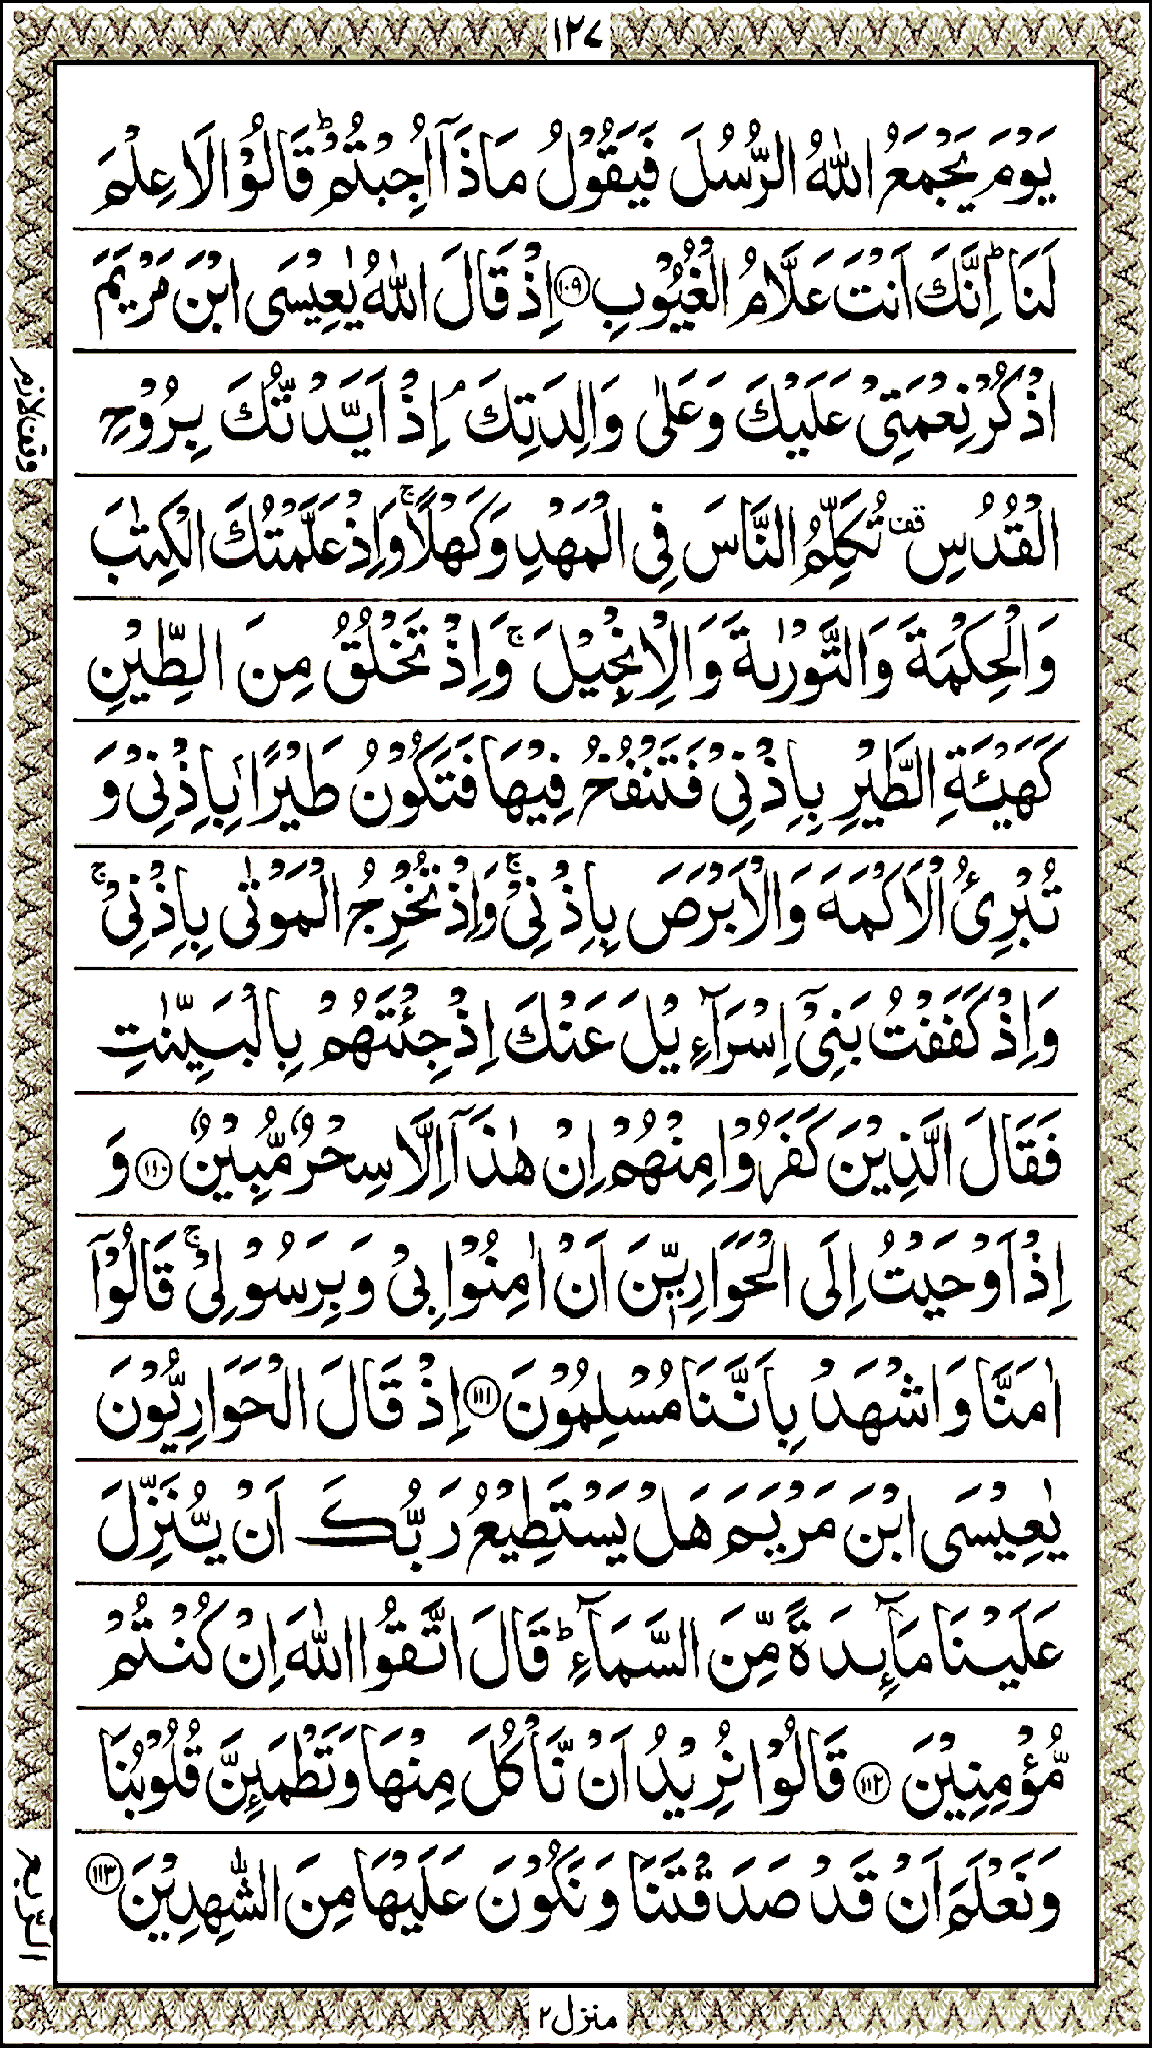 ١٢٧
يَوْمَ يَجْمَعُ اللّٰهُ الرُّسُلَ فَيَقُوْلُ مَاذَآ اُجِبْتُمْ ؕ قَالُوْا لَا عِلْمَ
لَنَا ؕ اِنَّكَ اَنْتَ عَلَّامُ الْغُيُوْبِ ۝١٠٩ اِذْ قَالَ اللّٰهُ يٰعِيْسَى ابْنَ مَرْيَمَ
اذْكُرْ نِعْمَتِيْ عَلَيْكَ وَعَلٰى وَالِدَتِكَ ۘ اِذْ اَيَّدْتُّكَ بِرُوْحِ
الْقُدُسِ قف تُكَلِّمُ النَّاسَ فِي الْمَهْدِ وَكَهْلًا ۚ وَاِذْ عَلَّمْتُكَ الْكِتٰبَ
وَالْحِكْمَةَ وَالتَّوْرٰىةَ وَالْاِنْجِيْلَ ۚ وَاِذْ تَخْلُقُ مِنَ الطِّيْنِ
كَهَيْـَٔةِ الطَّيْرِ بِاِذْنِيْ فَتَنْفُخُ فِيْهَا فَتَكُوْنُ طَيْرًاۢ بِاِذْنِيْ وَ
تُبْرِئُ الْاَكْمَهَ وَالْاَبْرَصَ بِاِذْنِيْ ۚ وَاِذْ تُخْرِجُ الْمَوْتٰى بِاِذْنِيْ ۚ
وَاِذْ كَفَفْتُ بَنِيْٓ اِسْرَآءِيْلَ عَنْكَ اِذْ جِئْتَهُمْ بِالْبَيِّنٰتِ
فَقَالَ الَّذِيْنَ كَفَرُوْا مِنْهُمْ اِنْ هٰذَآ اِلَّا سِحْرٌ مُّبِيْنٌ ۝١١٠ وَ
اِذْ اَوْحَيْتُ اِلَى الْحَوَارِيّٖنَ اَنْ اٰمِنُوْا بِيْ وَبِرَسُوْلِيْ ۚ قَالُوْٓا
اٰمَنَّا وَاشْهَدْ بِاَنَّنَا مُسْلِمُوْنَ ۝١١١ اِذْ قَالَ الْحَوَارِيُّوْنَ
يٰعِيْسَى ابْنَ مَرْيَمَ هَلْ يَسْتَطِيْعُ رَبُّكَ اَنْ يُّنَزِّلَ
عَلَيْنَا مَآئِدَةً مِّنَ السَّمَآءِ ؕ قَالَ اتَّقُوا اللّٰهَ اِنْ كُنْتُمْ
مُّؤْمِنِيْنَ ۝١١٢ قَالُوْا نُرِيْدُ اَنْ نَّاْكُلَ مِنْهَا وَتَطْمَئِنَّ قُلُوْبُنَا
وَنَعْلَمَ اَنْ قَدْ صَدَقْتَنَا وَنَكُوْنَ عَلَيْهَا مِنَ الشّٰهِدِيْنَ ۝١١٣
وقف لازم
الربع
منزل ٢